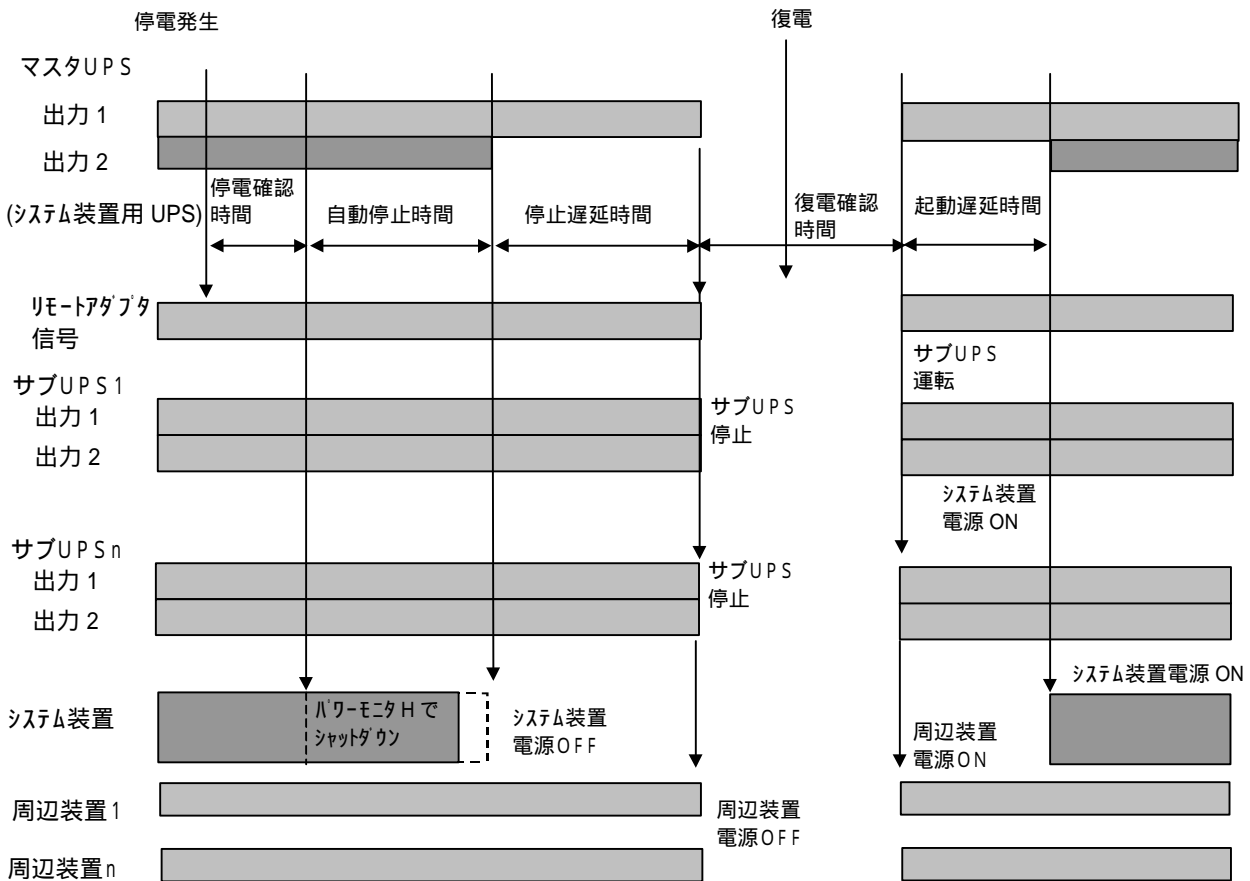 停電発生
復電
マスタUPS
出力1
出力2
(ｼｽﾃﾑ装置用 UPS)
停電確認
時間
自動停止時間
停止遅延時間
復電確認
時間
起動遅延時間
ﾘﾓｰﾄｱﾀﾞﾌﾟﾀ
信号
サブUPS
運転
サブUPS1
出力1
出力2
サブUPS
停止
ｼｽﾃﾑ装置
電源 ON
サブUPSn
出力1
出力2
サブUPS
停止
ｼｽﾃﾑ装置電源 ON
ｼｽﾃﾑ装置
ﾊﾟﾜｰﾓﾆﾀ H で
ｼｬｯﾄﾀﾞｳﾝ
ｼｽﾃﾑ装置
電源OFF
周辺装置
電源ON
周辺装置1
周辺装置
電源OFF
周辺装置n